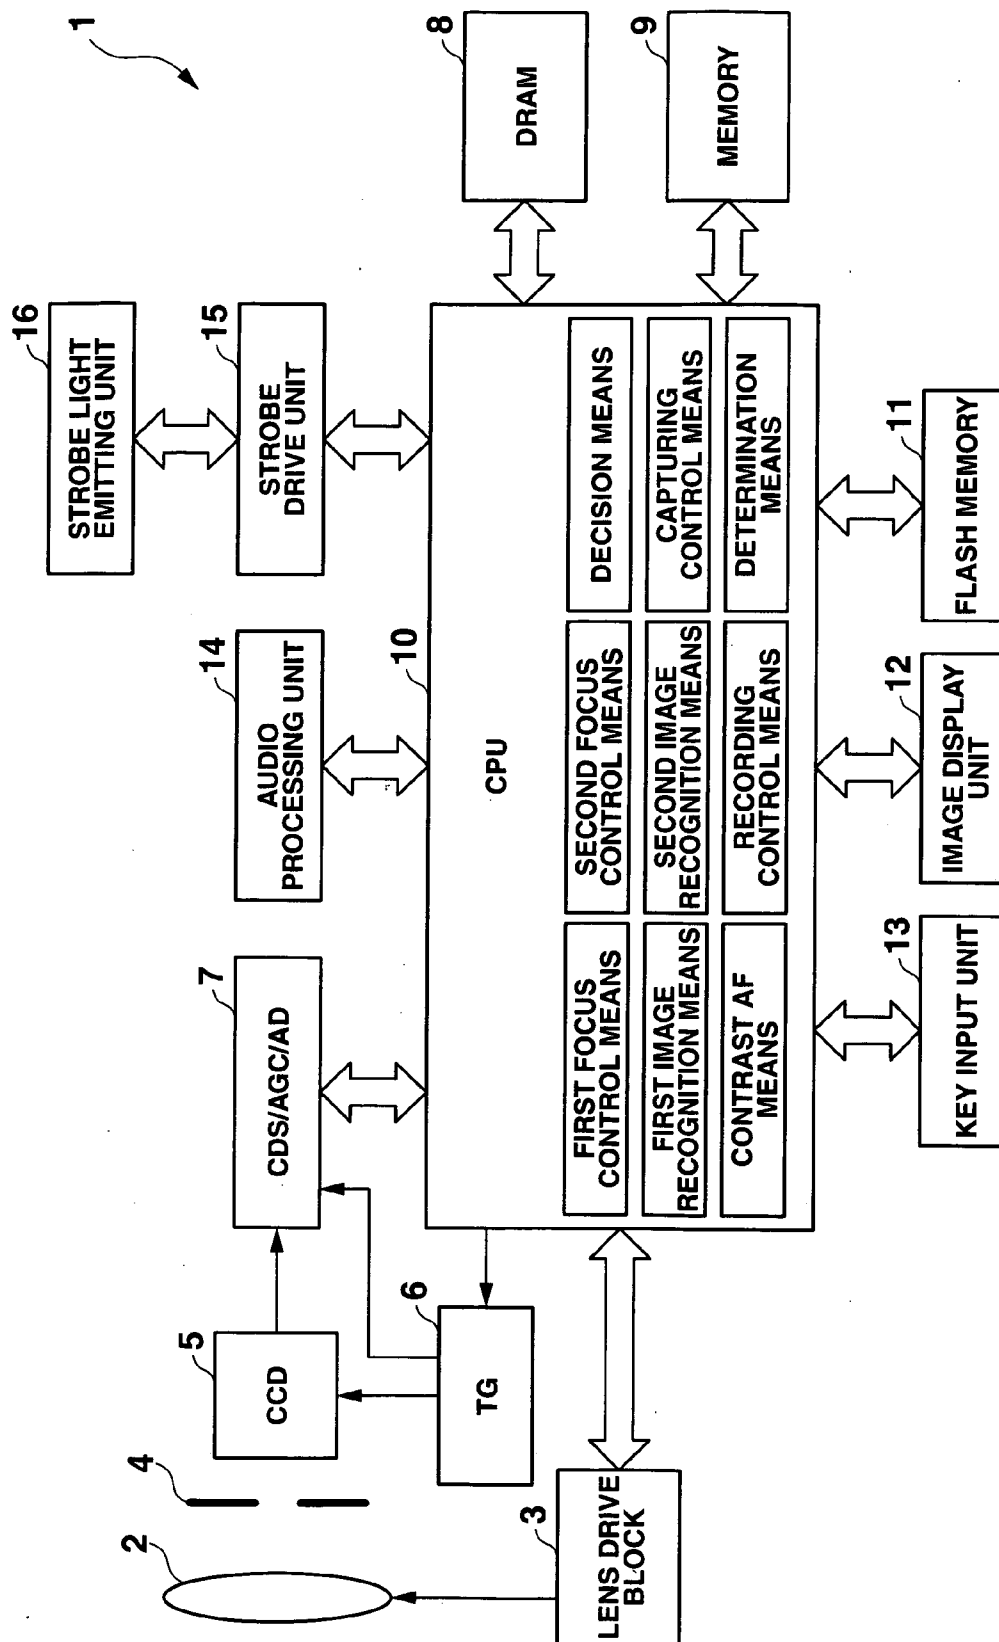 1
16
STROBE LIGHT
EMITTING UNIT
15
STROBE
DRIVE UNIT
14
AUDIO
PROCESSING UNIT
7
CDS/AGC/AD
5
CCD
4
2
6
TG
3
LENS DRIVE
BLOCK
10
CPU
FIRST FOCUS
CONTROL MEANS
SECOND FOCUS
CONTROL MEANS
DECISION MEANS
FIRST IMAGE
RECOGNITION MEANS
SECOND IMAGE
RECOGNITION MEANS
CAPTURING
CONTROL MEANS
CONTRAST AF
MEANS
RECORDING
CONTROL MEANS
DETERMINATION
MEANS
8
DRAM
9
MEMORY
13
KEY INPUT UNIT
12
IMAGE DISPLAY
UNIT
11
FLASH MEMORY